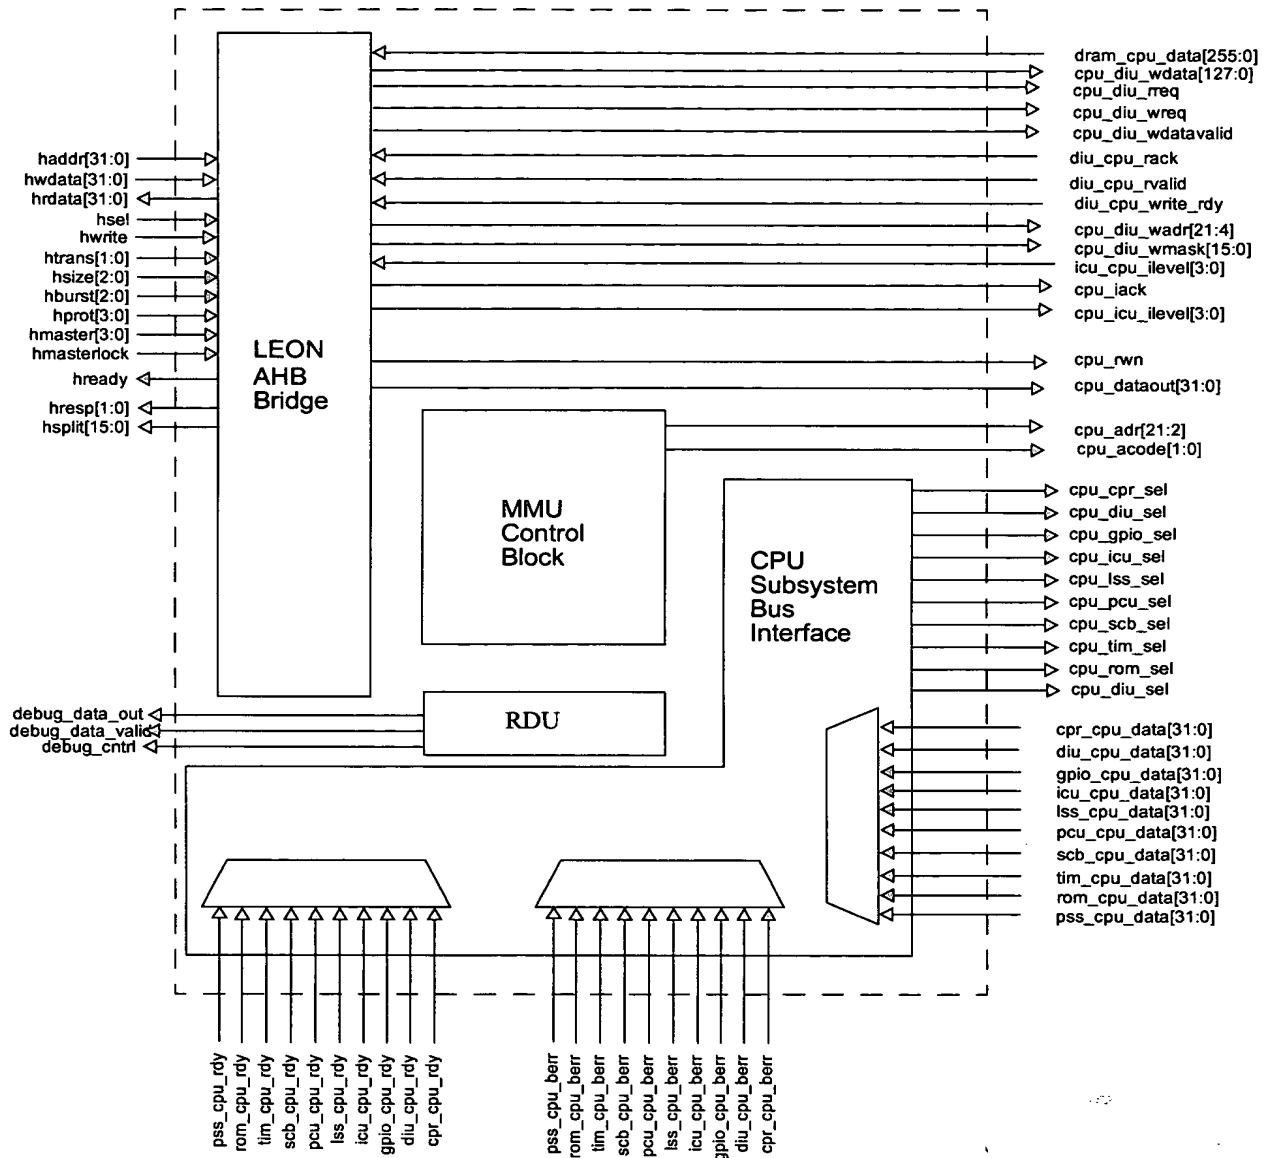 dram_cpu_data[255:0]
cpu_diu_wdata[127:0]
cpu_diu_rreq
cpu_diu_wreq
cpu_diu_wdatavalid
diu_cpu_rack
diu_cpu_rvalid
diu_cpu_write_rdy
cpu_diu_wadr[21:4]
cpu_diu_wmask[15:0]
icu_cpu_ilevel[3:0]
cpu_iack
cpu_icu_ilevel[3:0]
cpu_rwn
cpu_dataout[31:0]
cpu_adr[21:2]
cpu_acode[1:0]
haddr[31:0]
hwdata[31:0]
hrdata[31:0]
hsel
hwrite
htrans[1:0]
hsize[2:0]
hburst[2:0]
hprot[3:0]
hmaster[3:0]
hmasterlock
hready
hresp[1:0]
hsplit[15:0]
LEON
AHB
Bridge
MMU
Control
Block
CPU
Subsystem
Bus
Interface
cpu_cpr_sel
cpu_diu_sel
cpu_gpio_sel
cpu_icu_sel
cpu_lss_sel
cpu_pcu_sel
cpu_scb_sel
cpu_tim_sel
cpu_rom_sel
cpu_diu_sel
debug_data_out
debug_data_valid
debug_cntrl
RDU
cpr_cpu_data[31:0]
diu_cpu_data[31:0]
gpio_cpu_data[31:0]
icu_cpu_data[31:0]
lss_cpu_data[31:0]
pcu_cpu_data[31:0]
scb_cpu_data[31:0]
tim_cpu_data[31:0]
rom_cpu_data[31:0]
pss_cpu_data[31:0]
pss_cpu_rdy
rom_cpu_rdy
tim_cpu_rdy
scb_cpu_rdy
pcu_cpu_rdy
lss_cpu_rdy
icu_cpu_rdy
gpio_cpu_rdy
diu_cpu_rdy
cpr_cpu_rdy
pss_cpu_berr
rom_cpu_berr
tim_cpu_berr
scb_cpu_berr
pcu_cpu_berr
lss_cpu_berr
icu_cpu_berr
gpio_cpu_berr
diu_cpu_berr
cpr_cpu_berr